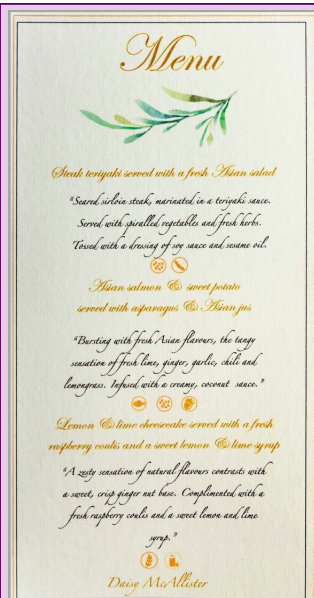 Menu
Steak teriyaki served with a fresh Asian salad
"Seared sirloin steak, marinated in a teriyaki sauce.
Served with spiralled vegetables and fresh herbs.
Tossed with a dressing of soy sauce and sesame oil.
Asian salmon & sweet potato
served with asparagus & Asian jus
"Bursting with fresh Asian flavours, the tangy
sensation of fresh lime, ginger, garlic, chili and
lemongrass. Infused with a creamy, coconut sauce."
Lemon & lime cheesecake served with a fresh
raspberry coulis and a sweet lemon & lime syrup
"A zesty sensation of natural flavours contrasts with
a sweet, crisp ginger nut base. Complimented with a
fresh raspberry coulis and a sweet lemon and lime
syrup."
Daisy McAllister